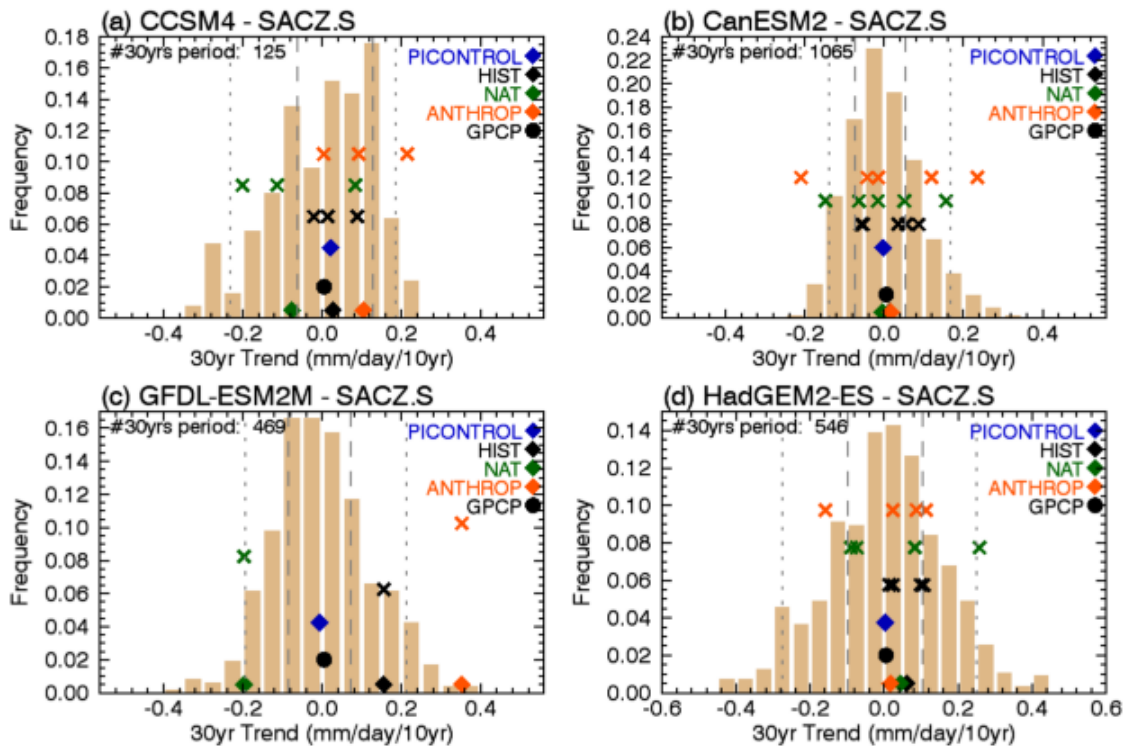 (a) CCSM4 - SACZ.S
#30yrs period: 125
PICONTROL
HIST
NAT
ANTHROP
GPCP
Frequency
0.18
0.16
0.14
0.12
0.10
0.08
0.06
0.04
0.02
0.00
-0.4 -0.2 0.0 0.2 0.4
30yr Trend (mm/day/10yr)
(b) CanESM2 - SACZ.S
#30yrs period: 1065
PICONTROL
HIST
NAT
ANTHROP
GPCP
Frequency
0.24
0.22
0.20
0.18
0.16
0.14
0.12
0.10
0.08
0.06
0.04
0.02
0.00
-0.4 -0.2 0.0 0.2 0.4
30yr Trend (mm/day/10yr)
(c) GFDL-ESM2M - SACZ.S
#30yrs period: 469
PICONTROL
HIST
NAT
ANTHROP
GPCP
Frequency
0.16
0.14
0.12
0.10
0.08
0.06
0.04
0.02
0.00
-0.4 -0.2 0.0 0.2 0.4
30yr Trend (mm/day/10yr)
(d) HadGEM2-ES - SACZ.S
#30yrs period: 546
PICONTROL
HIST
NAT
ANTHROP
GPCP
Frequency
0.14
0.12
0.10
0.08
0.06
0.04
0.02
0.00
-0.6 -0.4 -0.2 0.0 0.2 0.4 0.6
30yr Trend (mm/day/10yr)